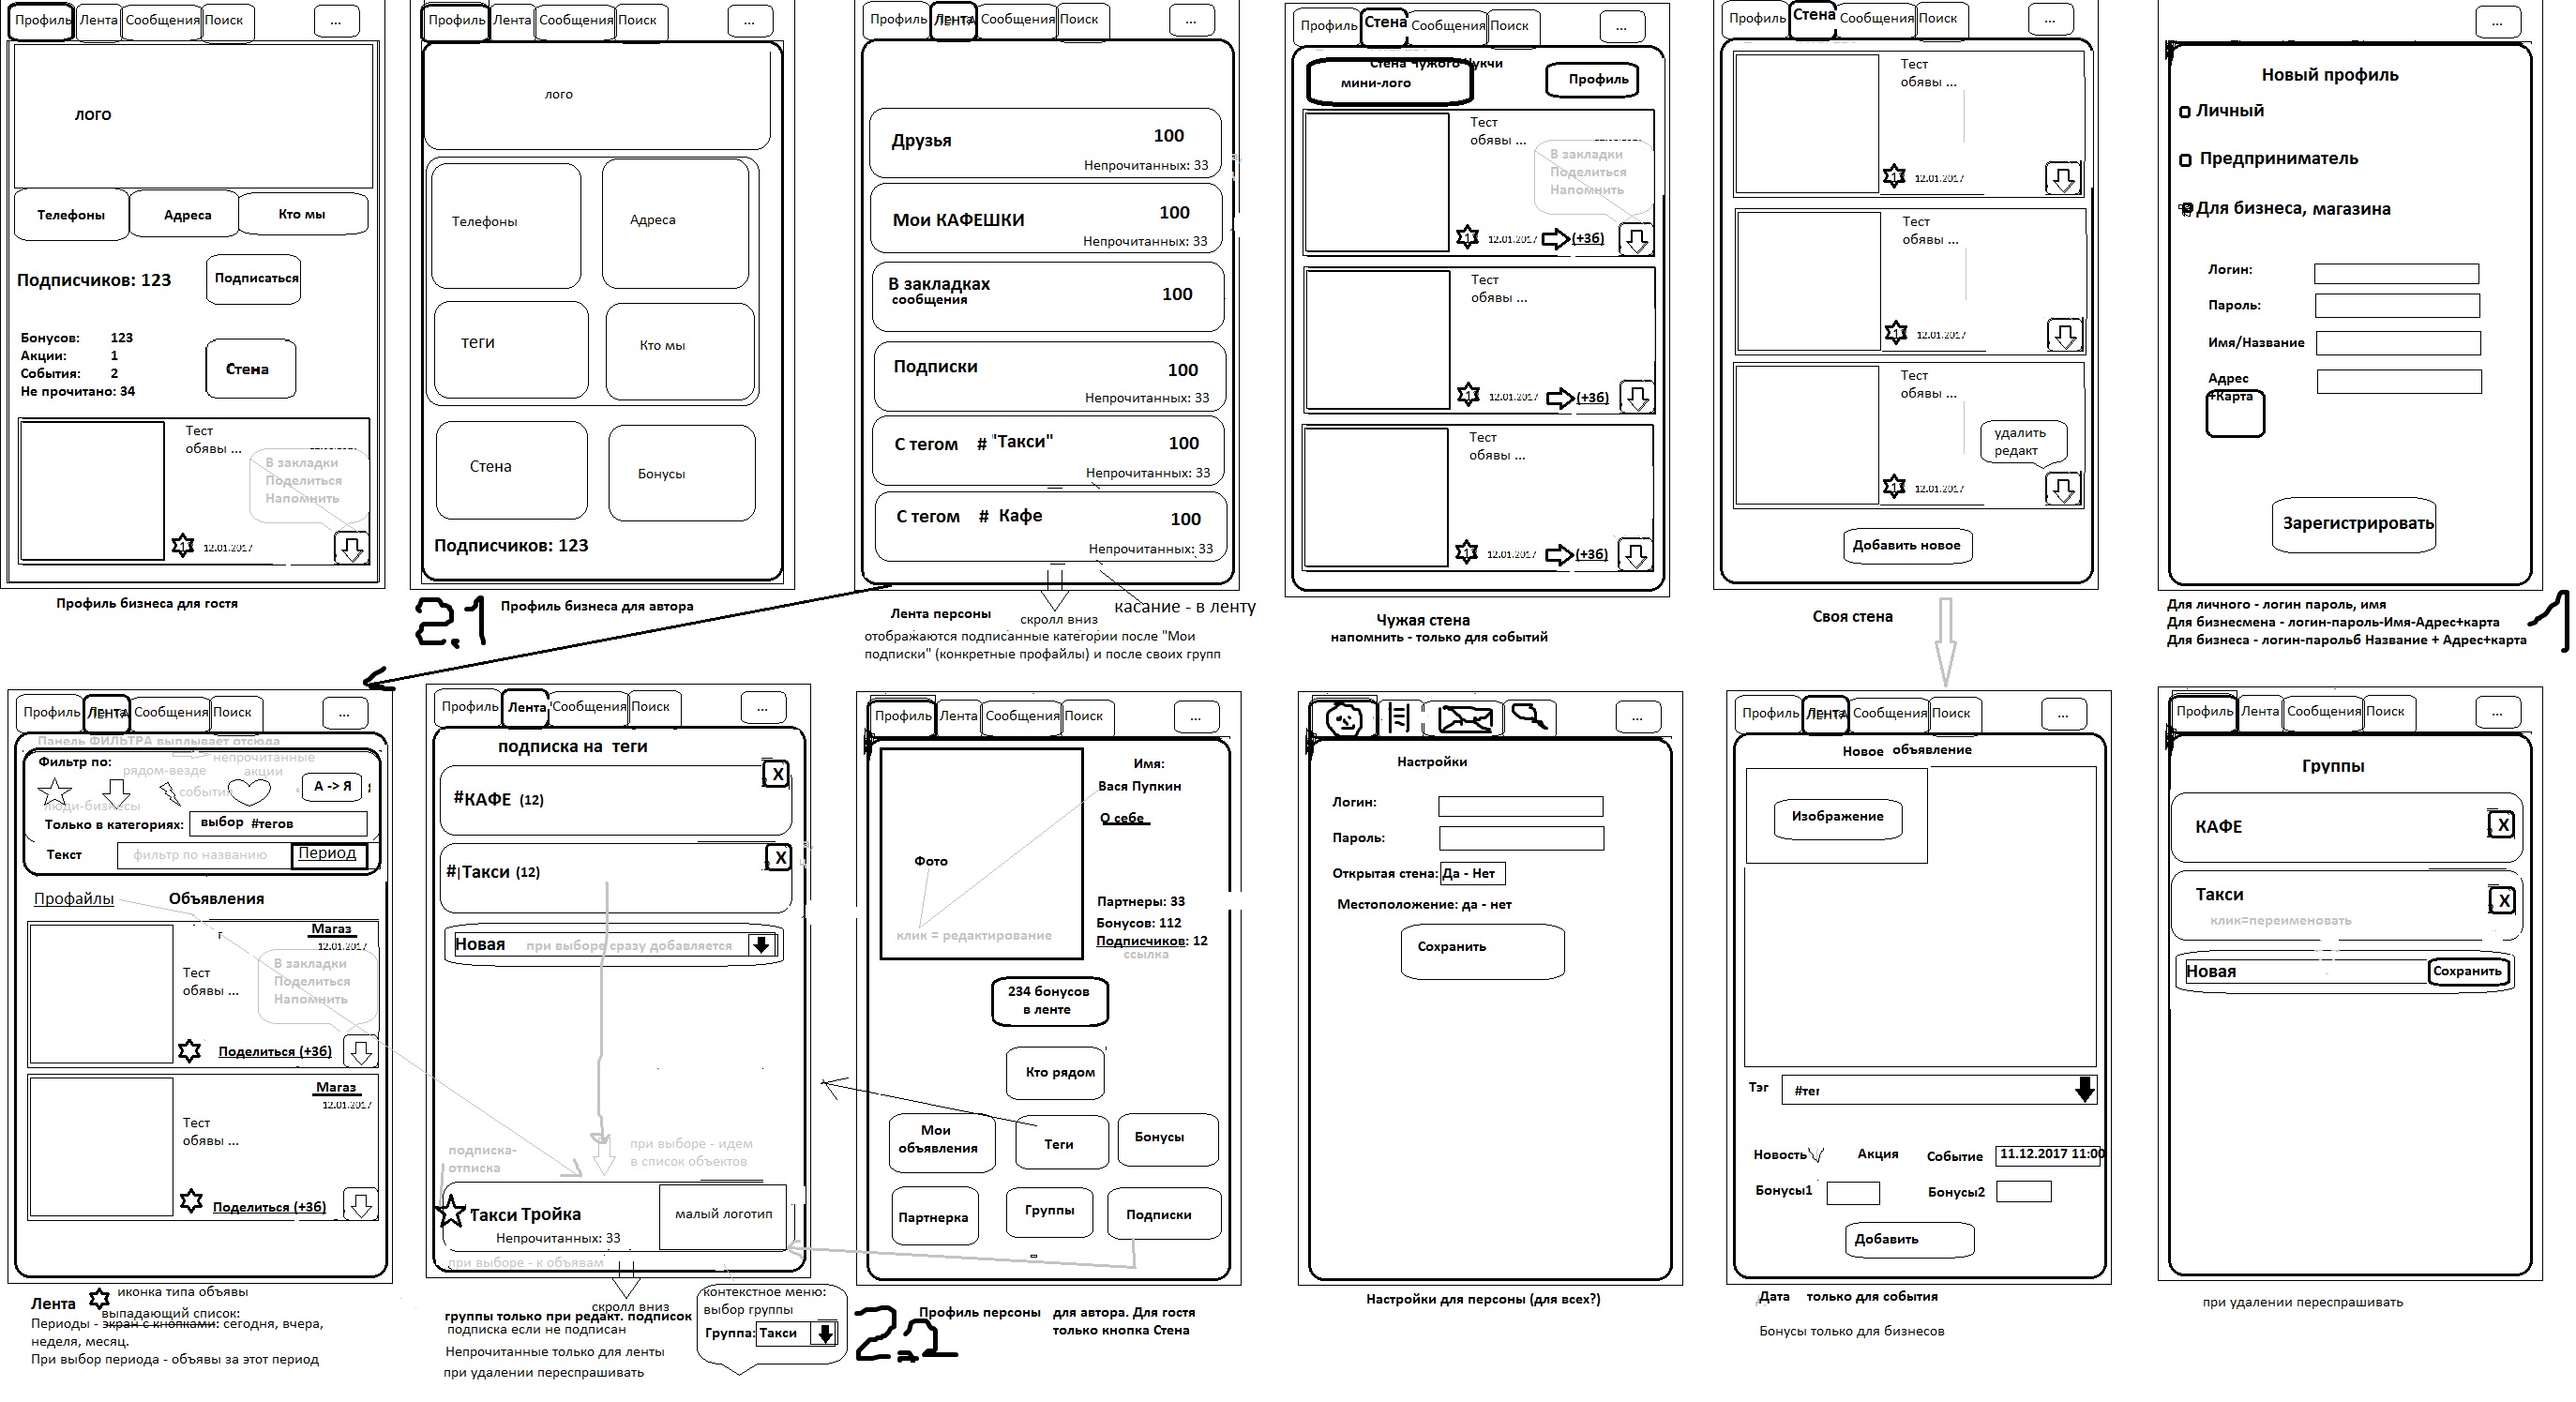 Профиль
Лента
Сообщения
Поиск
...
лого
Телефоны
Адреса
Кто мы
Подписчиков: 123
Подписаться
Бонусов: 123
Акции: 1
События: 2
Не прочитано: 34
Стена
Тест
обявы ...
В закладки
Поделиться
Напомнить
1
12.01.2017
Профиль бизнеса для гостя
Профиль
Лента
Сообщения
Поиск
...
лого
Телефоны
Адреса
теги
Кто мы
Стена
Бонусы
Подписчиков: 123
2.1
Профиль бизнеса для автора
Профиль
Лента
Сообщения
Поиск
...
Друзья
100
Непрочитанных: 33
Мои КАФЕШКИ
100
Непрочитанных: 33
В закладках
сообщения
100
Подписки
100
Непрочитанных: 33
С тегом # "Такси"
100
Непрочитанных: 33
С тегом # Кафе
100
Непрочитанных: 33
Лента персоны
скролл вниз
касание - в ленту
отображаются подписанные категории после "Мои
подписки" (конкретные профайлы) и после своих групп
Профиль
Стена
Сообщения
Поиск
...
Стена чужого Чукчи
мини-лого
Профиль
Тест
обявы ...
В закладки
Поделиться
Напомнить
1
12.01.2017
(+3б)
Тест
обявы ...
1
12.01.2017
(+3б)
Тест
обявы ...
1
12.01.2017
(+3б)
Чужая стена
напомнить - только для событий
Профиль
Стена
Сообщения
Поиск
...
Тест
обявы ...
1
12.01.2017
Тест
обявы ...
1
12.01.2017
Тест
обявы ...
удалить
редакт
1
12.01.2017
Добавить новое
Своя стена
...
Новый профиль
Личный
Предприниматель
Для бизнеса, магазина
Логин:
Пароль:
Имя/Название
Адрес
+Карта
Зарегистрировать
Для личного - логин пароль, имя
Для бизнесмена - логин-пароль-Имя-Адрес+карта
Для бизнеса - логин-парольб Название + Адрес+карта
1
Профиль
Лента
Сообщения
Поиск
...
Панель ФИЛЬТРА выплывает отсюда
Фильтр по:
непрочитанные
рядом-везде
акции
события
люди-бизнесы
А -> Я
Только в категориях:
выбор #тегов
Текст
фильтр по названию
Период
Профайлы
Объявления
Магаз
12.01.2017
Тест
обявы ...
В закладки
Поделиться
Напомнить
Поделиться (+3б)
Магаз
12.01.2017
Тест
обявы ...
Поделиться (+3б)
Лента
иконка типа объявы
выпадающий список:
Периоды - экран с кнопками: сегодня, вчера,
неделя, месяц.
При выбор периода - объявы за этот период
Профиль
Лента
Сообщения
Поиск
...
подписка на теги
X
#КАФЕ (12)
X
#Такси (12)
Новая
при выборе сразу добавляется
подписка-
отписка
при выборе - идем
в список объектов
Такси Тройка
малый логотип
Непрочитанных: 33
при выборе - к объявам
скролл вниз
группы только при редакт. подписок
подписка если не подписан
Непрочитанные только для ленты
при удалении переспрашивать
контекстное меню:
выбор группы
Группа:
Такси
Профиль
Лента
Сообщения
Поиск
...
Имя:
Вася Пупкин
О себе
Фото
клик = редактирование
Партнеры: 33
Бонусов: 112
Подписчиков: 12
ссылка
234 бонусов
в ленте
Кто рядом
Мои
объявления
Теги
Бонусы
Партнерка
Группы
Подписки
2.2
Профиль персоны для автора. Для гостя
только кнопка Стена
...
Настройки
Логин:
Пароль:
Открытая стена:
Да - Нет
Местоположение: да - нет
Сохранить
Настройки для персоны (для всех?)
Профиль
Лента
Сообщения
Поиск
...
Новое объявление
Изображение
Тэг
#тег
Новость
Акция
Событие
11.12.2017 11:00
Бонусы1
Бонусы2
Добавить
Дата только для события
Бонусы только для бизнесов
Профиль
Лента
Сообщения
Поиск
...
Группы
КАФЕ
X
Такси
X
клик=переименовать
Новая
Сохранить
при удалении переспрашивать